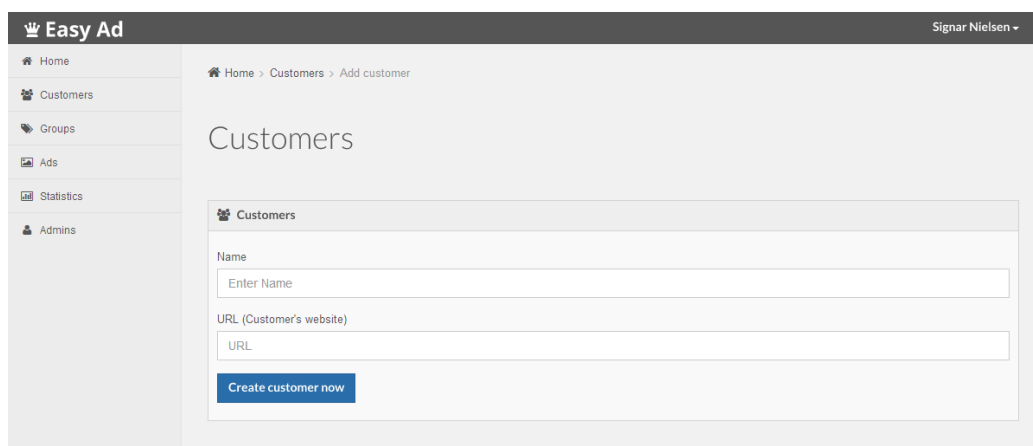 Easy Ad
Signar Nielsen
Home
Customers
Groups
Ads
Statistics
Admins
Home > Customers > Add customer
Customers
Customers
Name
Enter Name
URL (Customer's website)
URL
Create customer now